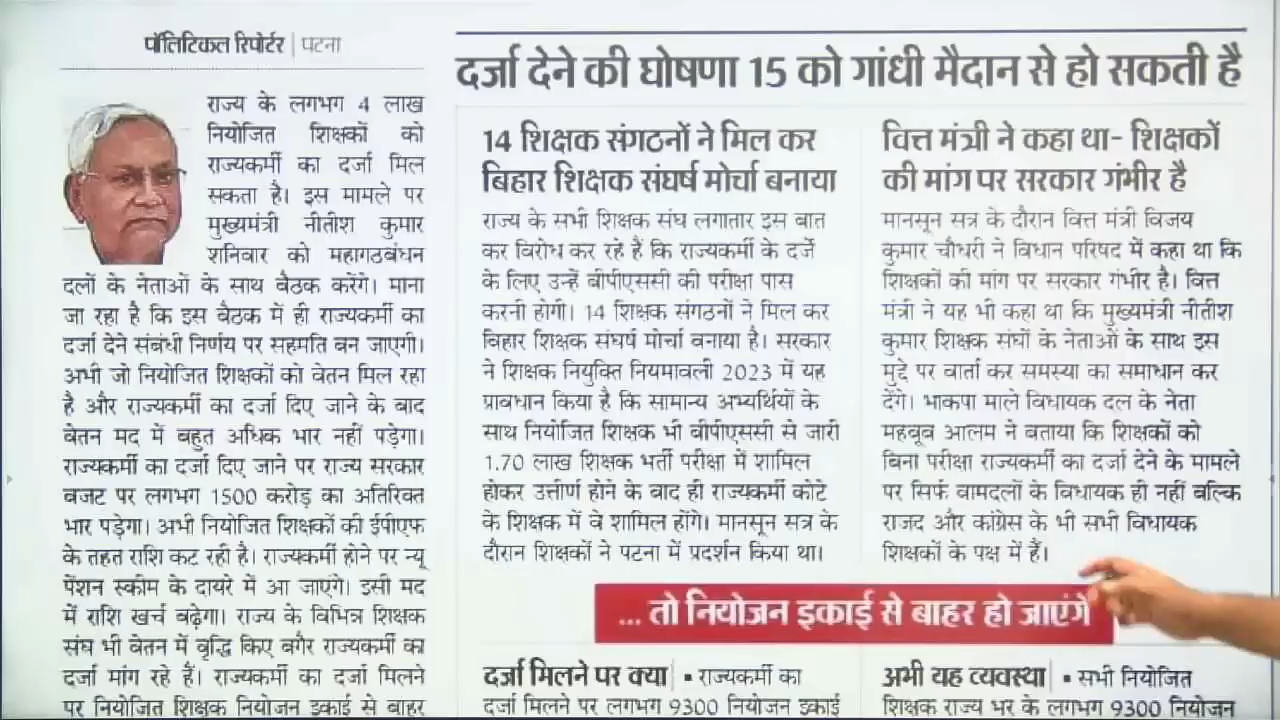 पॉलिटिकल रिपोर्टर | पटना
राज्य के लगभग 4 लाख
नियोजित शिक्षकों को
राज्यकर्मी का दर्जा मिल
सकता है। इस मामले पर
मुख्यमंत्री नीतीश कुमार
शनिवार को महागठबंधन
दलों के नेताओं के साथ बैठक करेंगे। माना
जा रहा है कि इस बैठक में ही राज्यकर्मी का
दर्जा देने संबंधी निर्णय पर सहमति बन जाएगी।
अभी जो नियोजित शिक्षकों को वेतन मिल रहा
है और राज्यकर्मी का दर्जा दिए जाने के बाद
वेतन मद में बहुत अधिक भार नहीं पड़ेगा।
राज्यकर्मी का दर्जा दिए जाने पर राज्य सरकार
बजट पर लगभग 1500 करोड़ का अतिरिक्त
भार पड़ेगा। अभी नियोजित शिक्षकों की ईपीएफ
के तहत राशि कट रही है। राज्यकर्मी होने पर न्यू
पेंशन स्कीम के दायरे में आ जाएंगे। इसी मद
में राशि खर्च बढ़ेगा। राज्य के विभिन्न शिक्षक
संघ भी वेतन में वृद्धि किए बगैर राज्यकर्मी का
दर्जा मांग रहे हैं। राज्यकर्मी का दर्जा मिलने
पर नियोजित शिक्षक नियोजन इकाई से बाहर
दर्जा देने की घोषणा 15 को गांधी मैदान से हो सकती है
14 शिक्षक संगठनों ने मिल कर
बिहार शिक्षक संघर्ष मोर्चा बनाया
राज्य के सभी शिक्षक संघ लगातार इस बात
कर विरोध कर रहे हैं कि राज्यकर्मी के दर्जे
के लिए उन्हें बीपीएससी की परीक्षा पास
करनी होगी। 14 शिक्षक संगठनों ने मिल कर
बिहार शिक्षक संघर्ष मोर्चा बनाया है। सरकार
ने शिक्षक नियुक्ति नियमावली 2023 में यह
प्रावधान किया है कि सामान्य अभ्यर्थियों के
साथ नियोजित शिक्षक भी बीपीएससी से जारी
1.70 लाख शिक्षक भर्ती परीक्षा में शामिल
होकर उत्तीर्ण होने के बाद ही राज्यकर्मी कोटे
के शिक्षक में वे शामिल होंगे। मानसून सत्र के
दौरान शिक्षकों ने पटना में प्रदर्शन किया था।
वित्त मंत्री ने कहा था- शिक्षकों
की मांग पर सरकार गंभीर है
मानसून सत्र के दौरान वित्त मंत्री विजय
कुमार चौधरी ने विधान परिषद में कहा था कि
शिक्षकों की मांग पर सरकार गंभीर है। वित्त
मंत्री ने यह भी कहा था कि मुख्यमंत्री नीतीश
कुमार शिक्षक संघों के नेताओं के साथ इस
मुद्दे पर वार्ता कर समस्या का समाधान कर
देंगे। भाकपा माले विधायक दल के नेता
महबूब आलम ने बताया कि शिक्षकों को
बिना परीक्षा राज्यकर्मी का दर्जा देने के मामले
पर सिर्फ वामदलों के विधायक ही नहीं बल्कि
राजद और कांग्रेस के भी सभी विधायक
शिक्षकों के पक्ष में हैं।
... तो नियोजन इकाई से बाहर हो जाएंगे
दर्जा मिलने पर क्या | ▪ राज्यकर्मी का
दर्जा मिलने पर लगभग 9300 नियोजन इकाई
अभी यह व्यवस्था | ▪ सभी नियोजित
शिक्षक राज्य भर के लगभग 9300 नियोजन